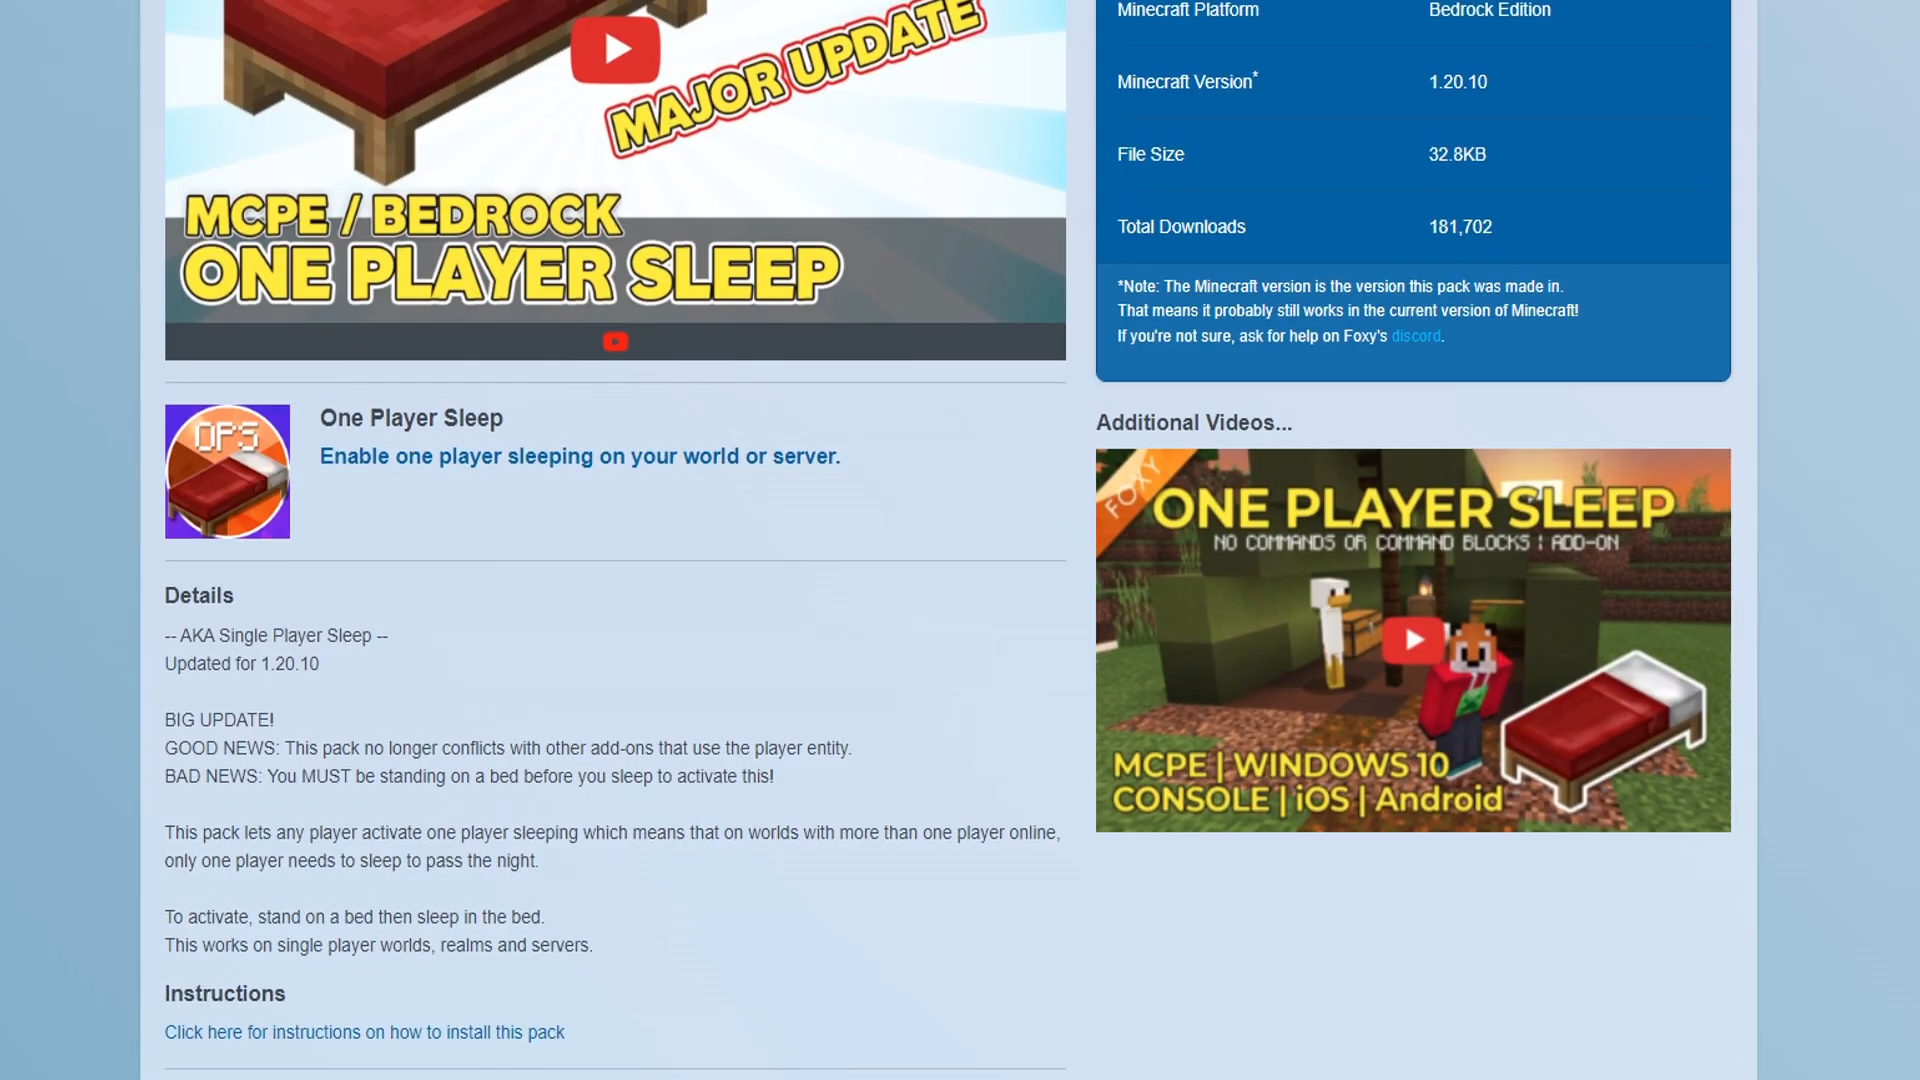 MAJOR UPDATE
MCPE / BEDROCK
ONE PLAYER SLEEP
Minecraft Platform Bedrock Edition
Minecraft Version* 1.20.10
File Size 32.8KB
Total Downloads 181,702
*Note: The Minecraft version is the version this pack was made in.
That means it probably still works in the current version of Minecraft!
If you're not sure, ask for help on Foxy's discord.
OPS
One Player Sleep
Enable one player sleeping on your world or server.
Details
-- AKA Single Player Sleep --
Updated for 1.20.10
BIG UPDATE!
GOOD NEWS: This pack no longer conflicts with other add-ons that use the player entity.
BAD NEWS: You MUST be standing on a bed before you sleep to activate this!
This pack lets any player activate one player sleeping which means that on worlds with more than one player online,
only one player needs to sleep to pass the night.
To activate, stand on a bed then sleep in the bed.
This works on single player worlds, realms and servers.
Instructions
Click here for instructions on how to install this pack
Additional Videos...
FOXY
ONE PLAYER SLEEP
NO COMMANDS OR COMMAND BLOCKS | ADD-ON
MCPE | WINDOWS 10
CONSOLE | iOS | Android